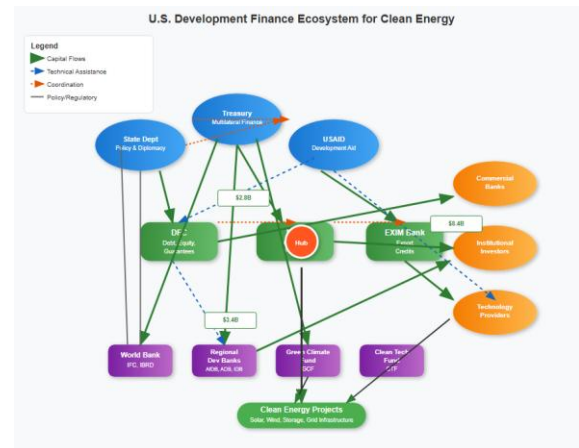 U.S. Development Finance Ecosystem for Clean Energy
Legend
Capital Flows
Technical Assistance
Coordination
Policy/Regulatory
Treasury
Multilateral Finance
State Dept
Policy & Diplomacy
USAID
Development Aid
Commercial
Banks
$2.8B
$8.4B
DFC
Debt, Equity,
Guarantees
Hub
EXIM Bank
Export
Credits
Institutional
Investors
Technology
Providers
$3.4B
World Bank
IFC, IBRD
Regional
Dev Banks
AfDB, ADB, IDB
Green Climate
Fund
GCF
Clean Tech
Fund
CTF
Clean Energy Projects
Solar, Wind, Storage, Grid Infrastructure